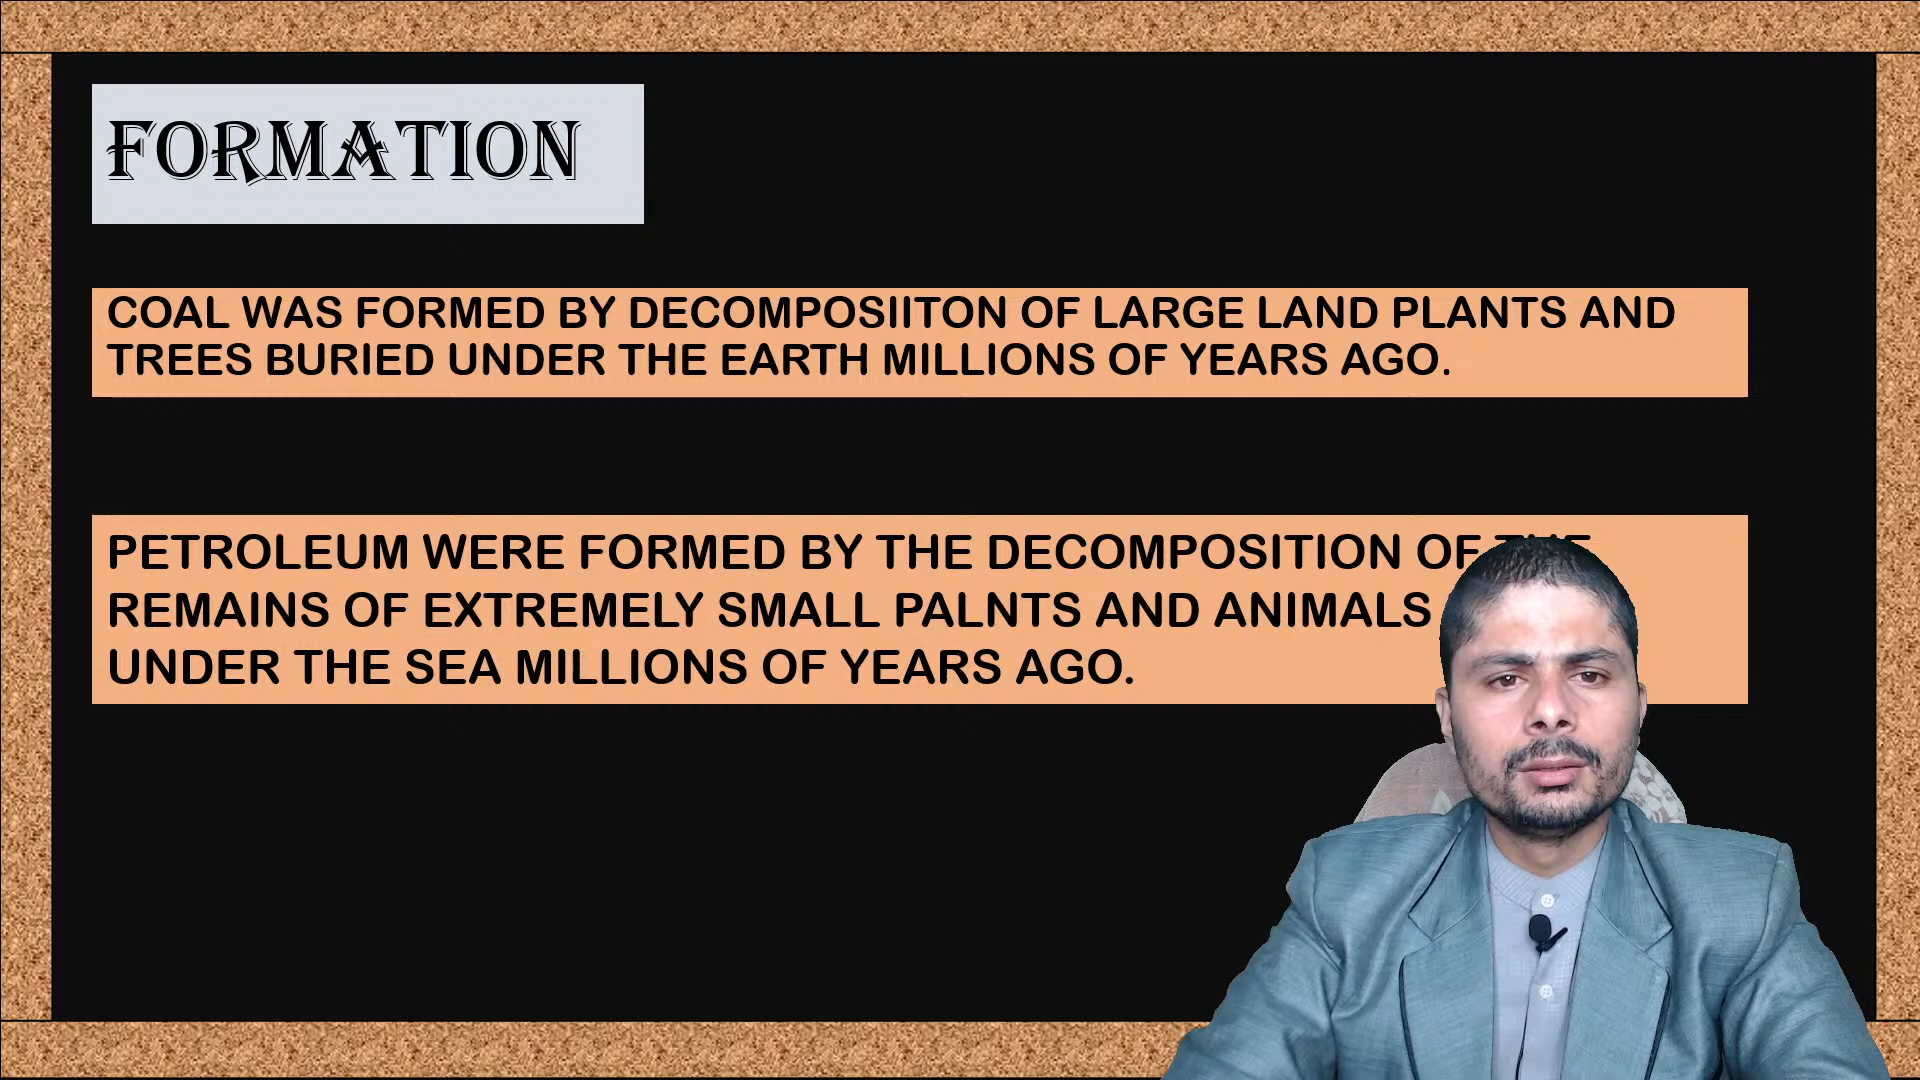 FORMATION
COAL WAS FORMED BY DECOMPOSIITON OF LARGE LAND PLANTS AND
TREES BURIED UNDER THE EARTH MILLIONS OF YEARS AGO.
PETROLEUM WERE FORMED BY THE DECOMPOSITION OF THE
REMAINS OF EXTREMELY SMALL PALNTS AND ANIMALS
UNDER THE SEA MILLIONS OF YEARS AGO.